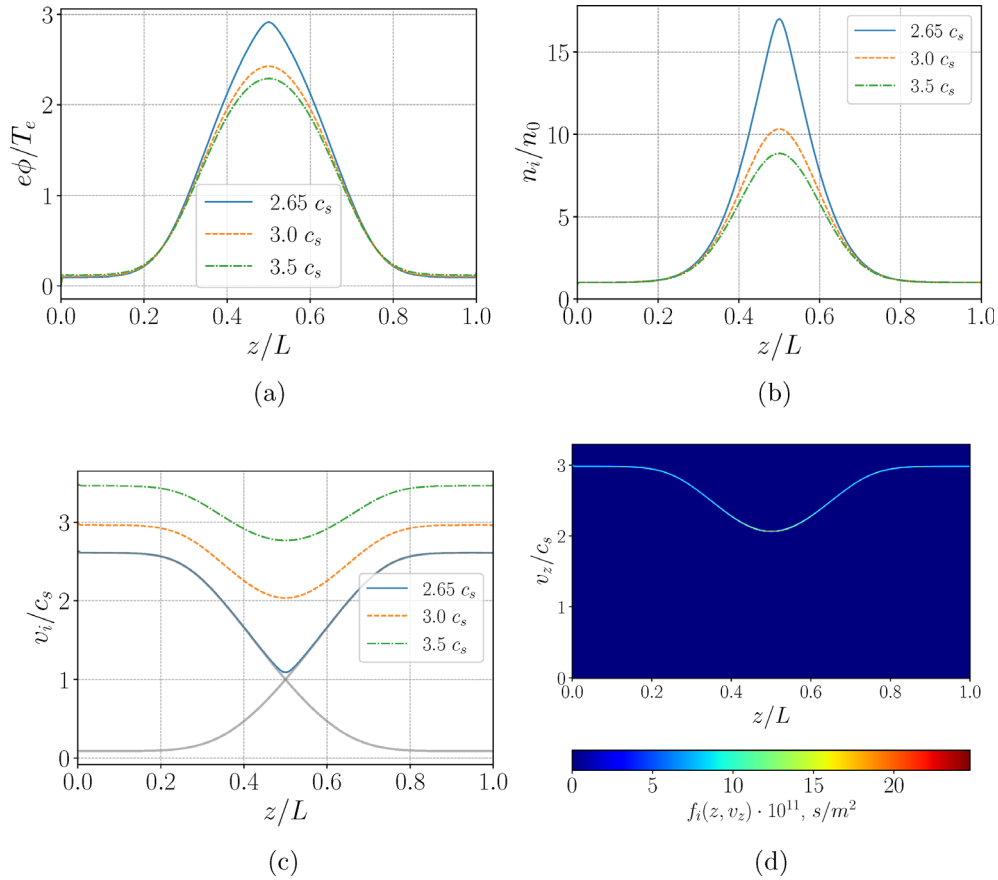 3
2
1
0
eϕ/T_e
2.65 c_s
3.0 c_s
3.5 c_s
0.0 0.2 0.4 0.6 0.8 1.0
z/L
(a)
15
10
5
0
n_i/n_0
2.65 c_s
3.0 c_s
3.5 c_s
0.0 0.2 0.4 0.6 0.8 1.0
z/L
(b)
3
2
1
0
v_i/c_s
2.65 c_s
3.0 c_s
3.5 c_s
0.0 0.2 0.4 0.6 0.8 1.0
z/L
(c)
3
2
1
0
v_z/c_s
0.0 0.2 0.4 0.6 0.8 1.0
z/L
0 5 10 15 20
f_i(z, v_z) · 10^11, s/m^2
(d)